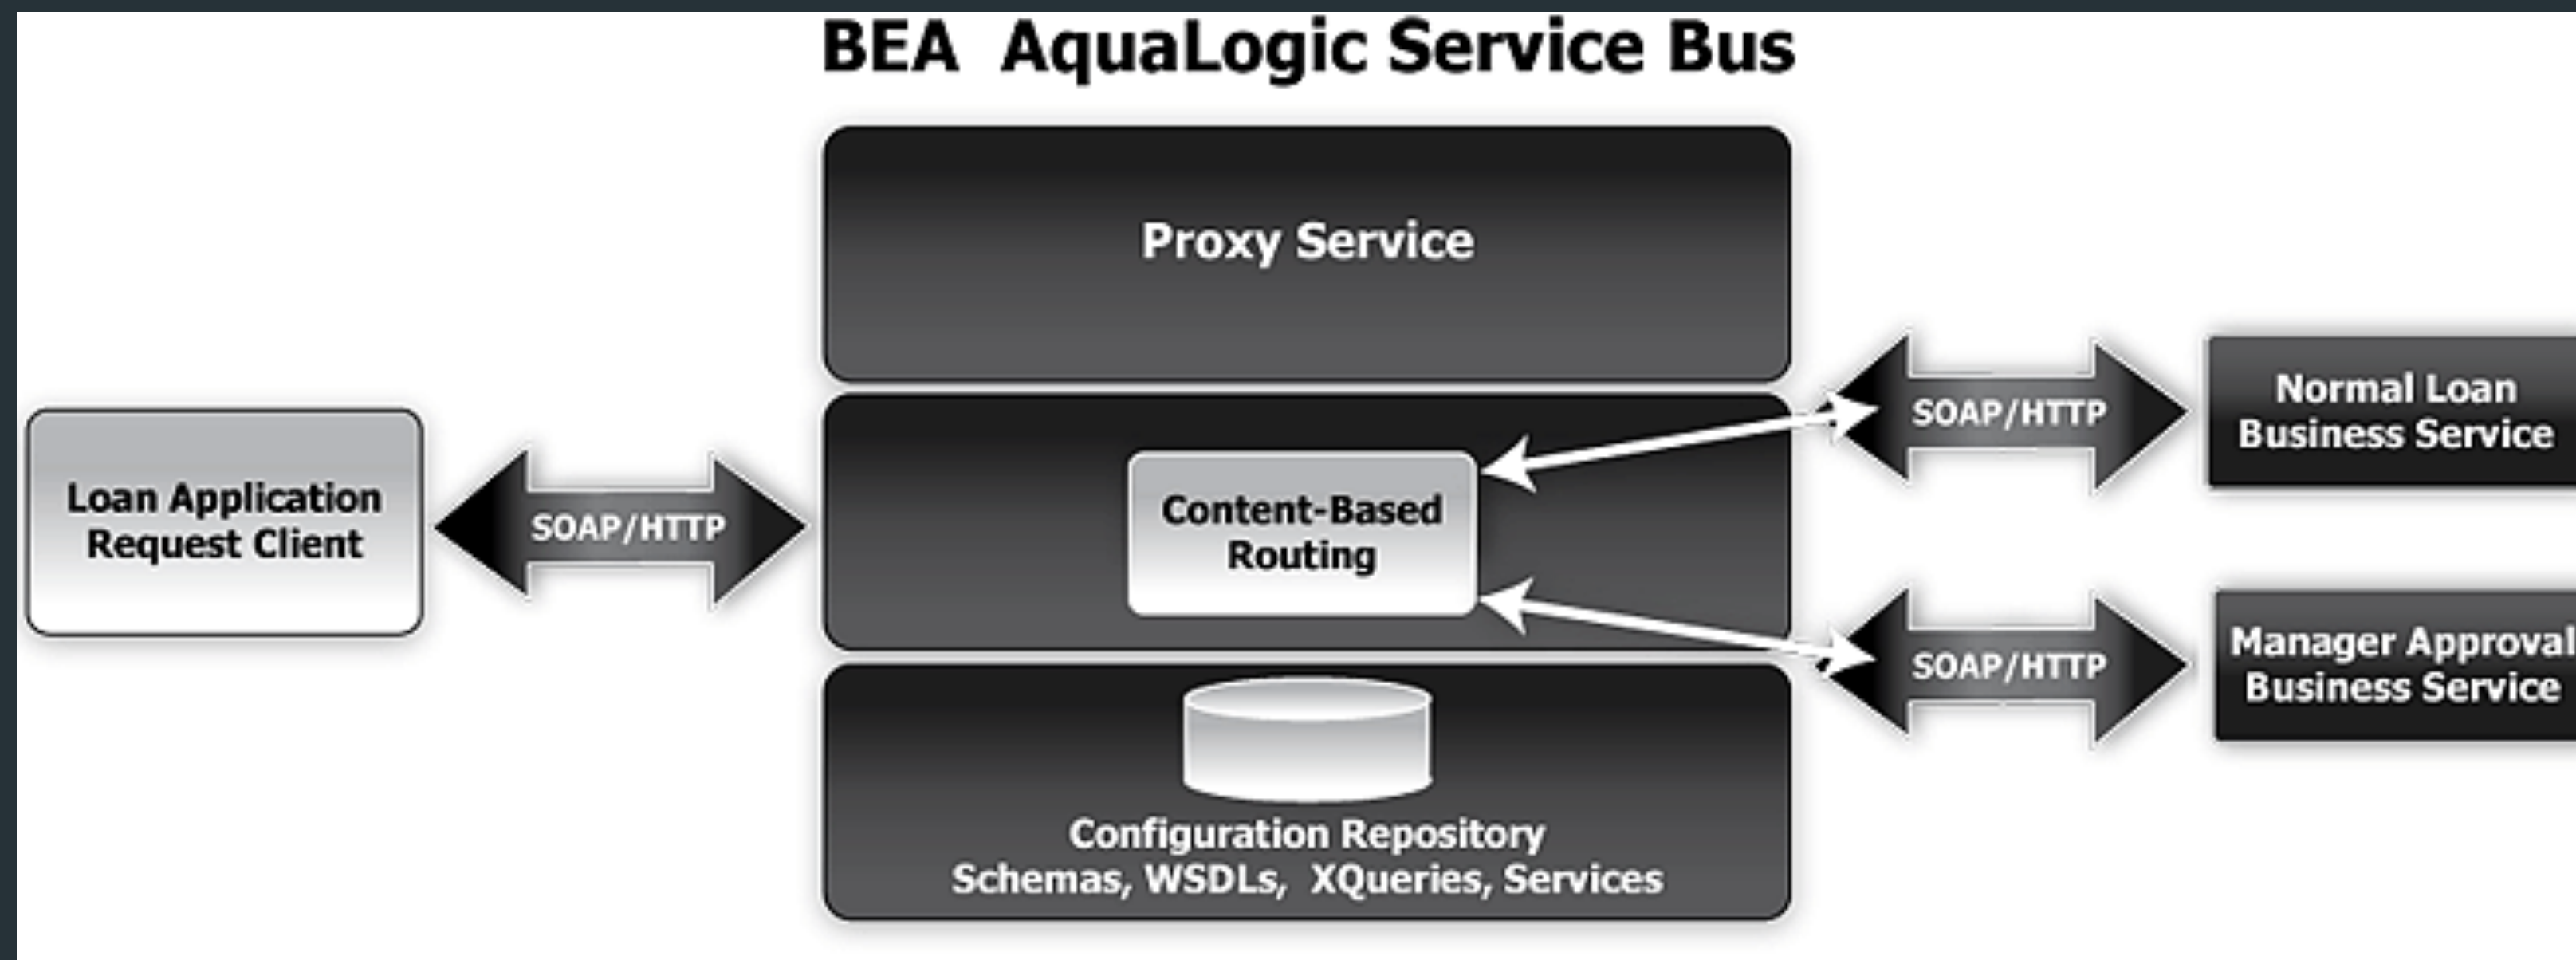 BEA AquaLogic Service Bus
Proxy Service
Loan Application
Request Client
SOAP/HTTP
Content-Based
Routing
SOAP/HTTP
Normal Loan
Business Service
SOAP/HTTP
Manager Approval
Business Service
Configuration Repository
Schemas, WSDLs, XQueries, Services